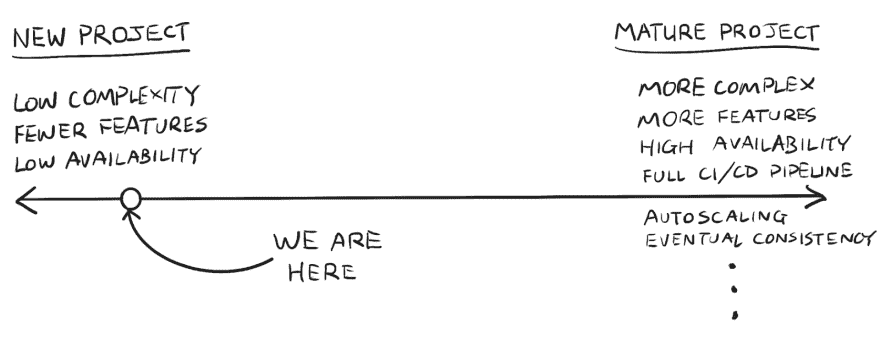 NEW PROJECT
LOW COMPLEXITY
FEWER FEATURES
LOW AVAILABILITY
WE ARE
HERE
MATURE PROJECT
MORE COMPLEX
MORE FEATURES
HIGH AVAILABILITY
FULL CI/CD PIPELINE
AUTOSCALING
EVENTUAL CONSISTENCY